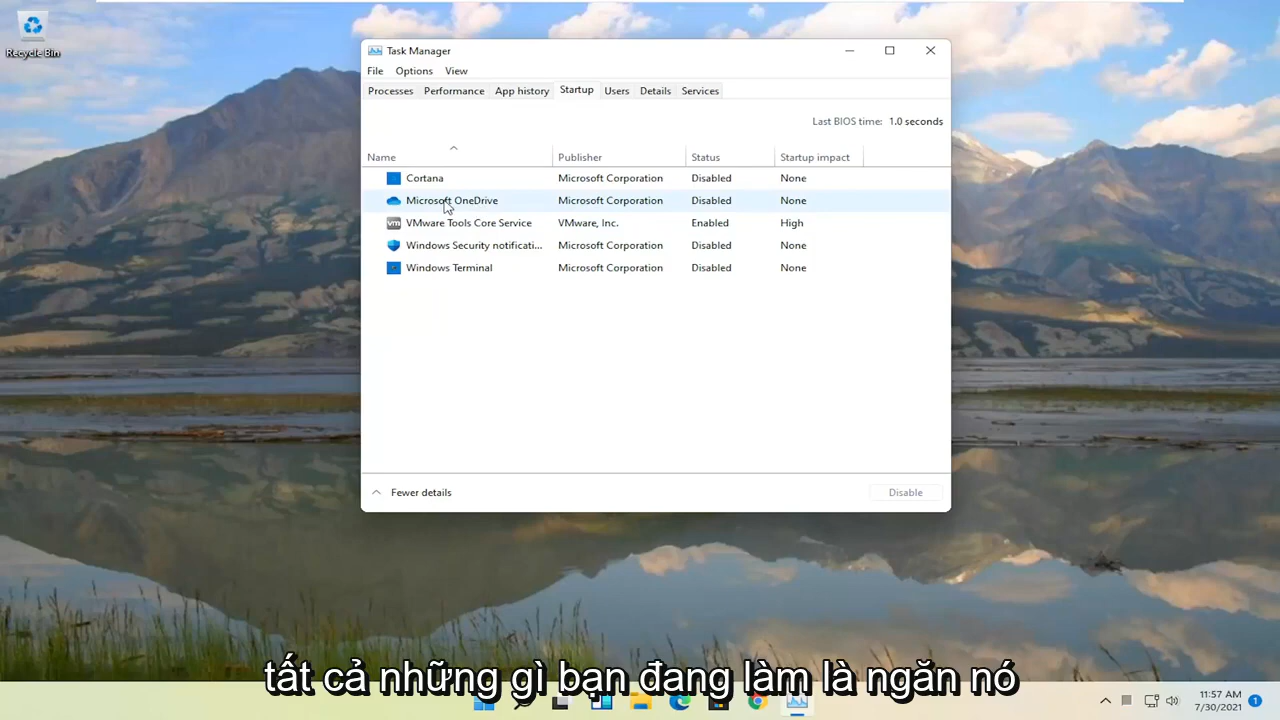 Recycle Bin
Task Manager
File Options View
Processes Performance App history Startup Users Details Services
Last BIOS time: 1.0 seconds
Name Publisher Status Startup impact
Cortana Microsoft Corporation Disabled None
Microsoft OneDrive Microsoft Corporation Disabled None
vm VMware Tools Core Service VMware, Inc. Enabled High
Windows Security notificati... Microsoft Corporation Disabled None
Windows Terminal Microsoft Corporation Disabled None
Fewer details Disable
tất cả những gì bạn đang làm là ngăn nó
11:57 AM
7/30/2021
1